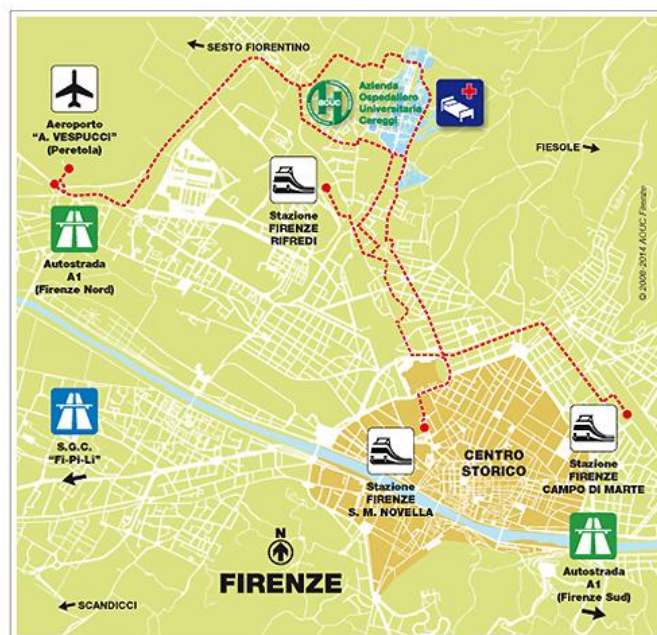 SESTO FIORENTINO
Aeroporto
"A. VESPUCCI"
(Peretola)
AOUC
Azienda
Ospedaliero
Universitaria
Careggi
FIESOLE
Stazione
FIRENZE
RIFREDI
Autostrada
A1
(Firenze Nord)
© 2008-2014 AOUC Firenze
S.G.C.
"Fi-Pi-Li"
CENTRO
STORICO
Stazione
FIRENZE
S. M. NOVELLA
Stazione
FIRENZE
CAMPO DI MARTE
N
FIRENZE
Autostrada
A1
(Firenze Sud)
SCANDICCI